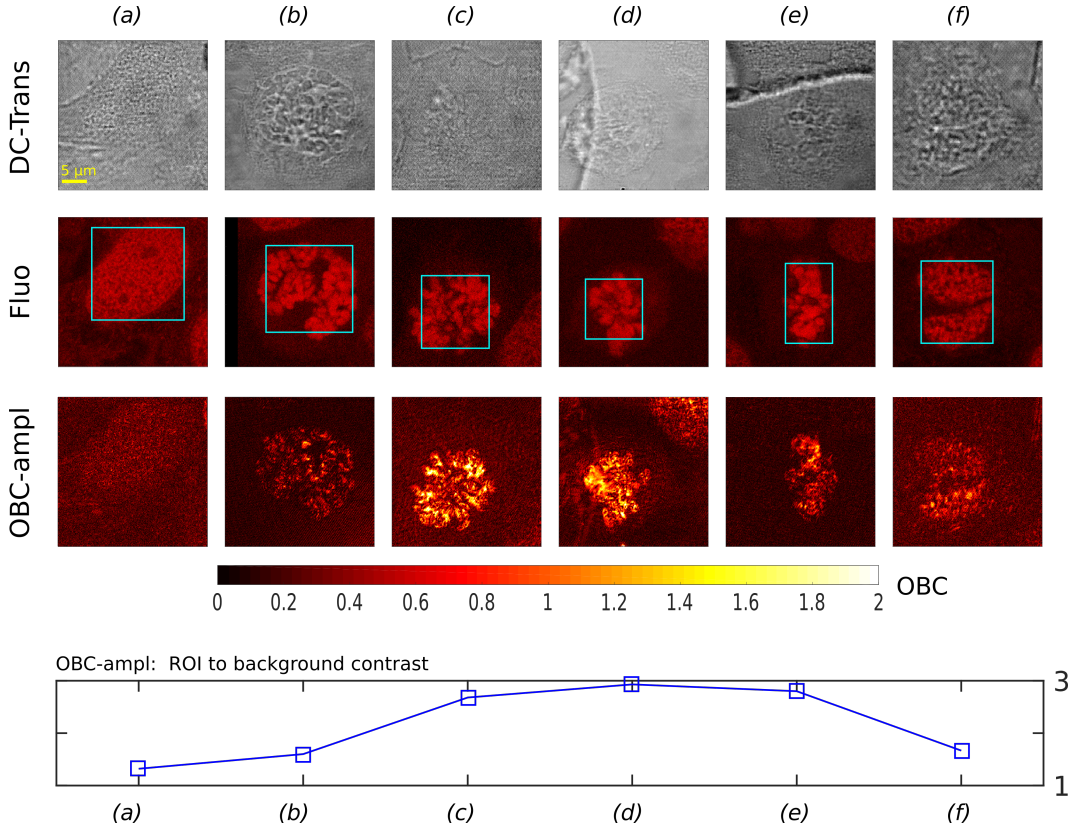 (a) (b) (c) (d) (e) (f)
DC-Trans
5 μm
Fluo
OBC-ampl
0 0.2 0.4 0.6 0.8 1 1.2 1.4 1.6 1.8 2
OBC
OBC-ampl: ROI to background contrast
3
1
(a) (b) (c) (d) (e) (f)